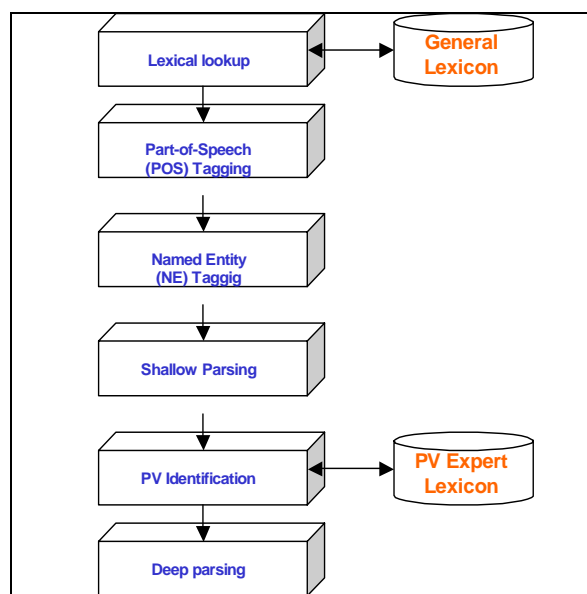 Lexical lookup
General
Lexicon
Part-of-Speech
(POS) Tagging
Named Entity
(NE) Taggig
Shallow Parsing
PV Identification
PV Expert
Lexicon
Deep parsing